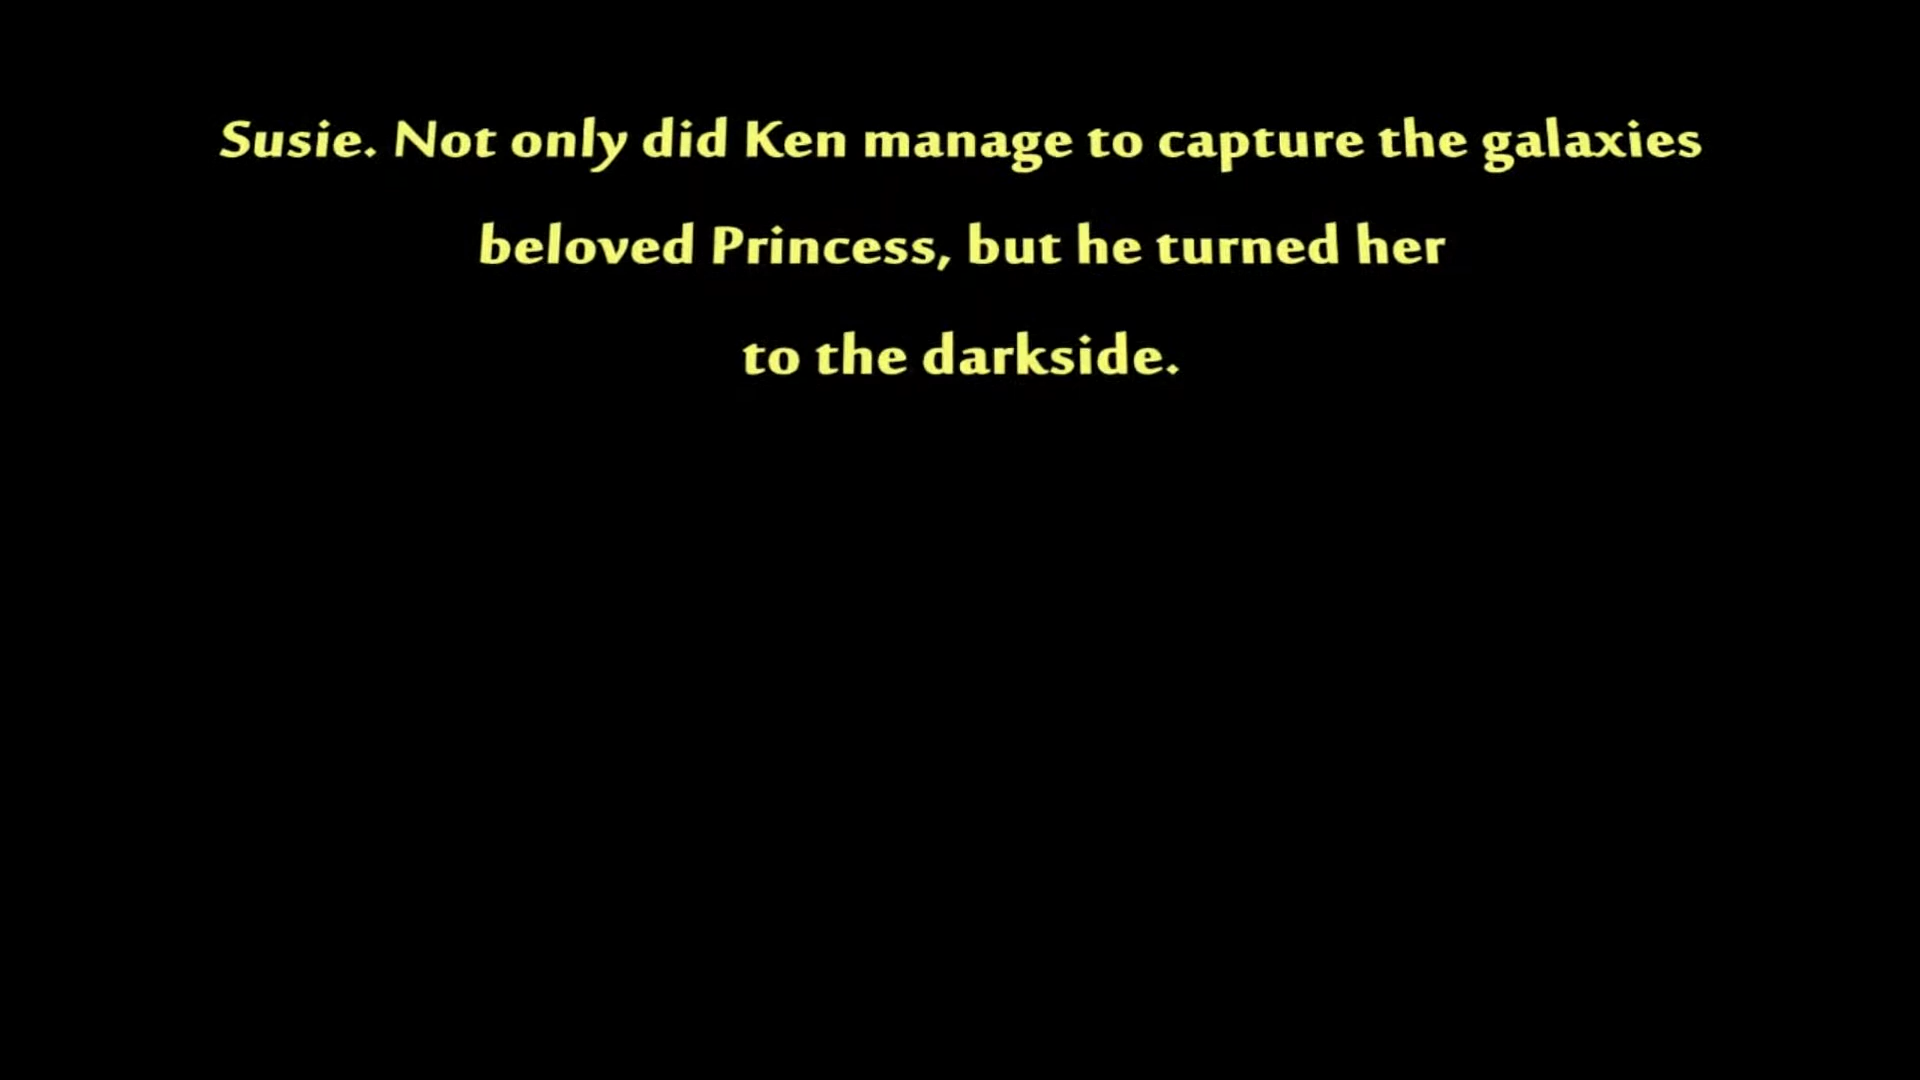 Susie. Not only did Ken manage to capture the galaxies
beloved Princess, but he turned her
to the darkside.